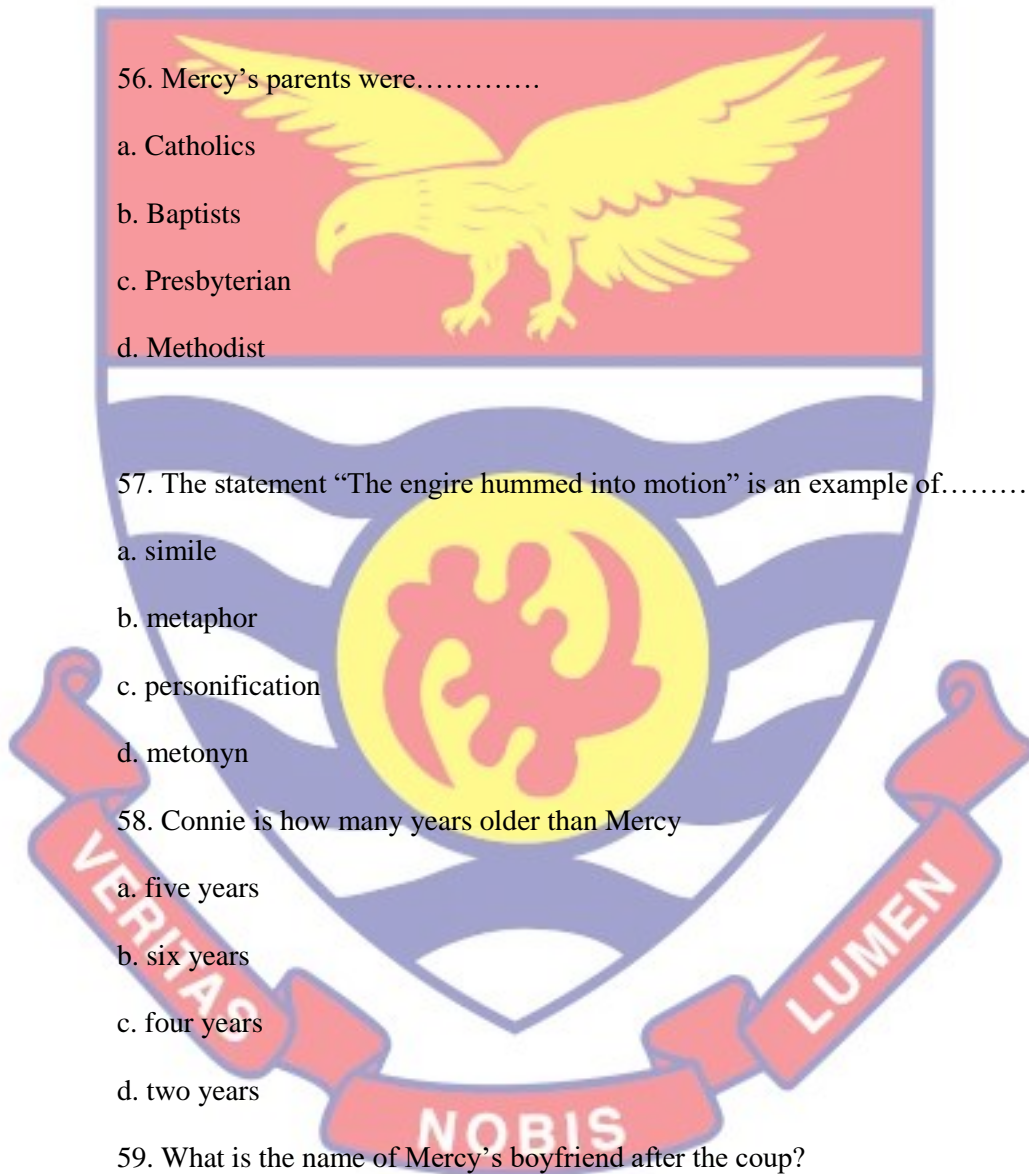 56. Mercy’s parents were………….
a. Catholics
b. Baptists
c. Presbyterian
d. Methodist
57. The statement “The engire hummed into motion” is an example of………
a. simile
b. metaphor
c. personification
d. metonyn
58. Connie is how many years older than Mercy
a. five years
b. six years
c. four years
d. two years
59. What is the name of Mercy’s boyfriend after the coup?
VERITAS
NOBIS
LUMEN